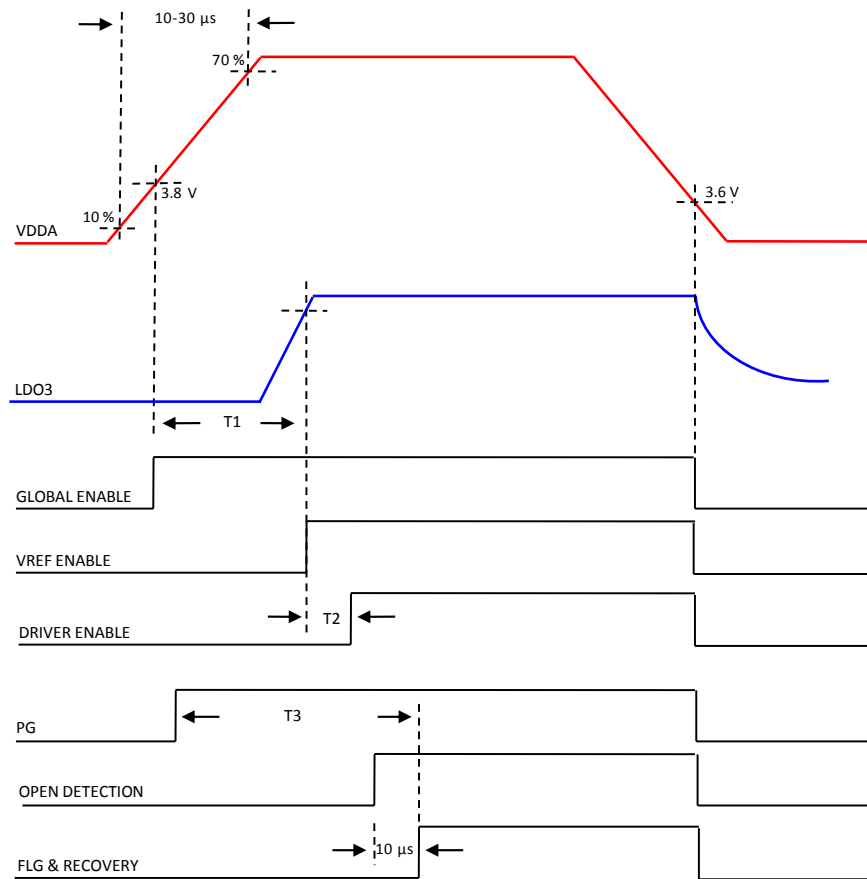 10-30 µs
70 %
3.8 V
3.6 V
10 %
VDDA
LDO3
T1
GLOBAL ENABLE
VREF ENABLE
T2
DRIVER ENABLE
T3
PG
OPEN DETECTION
10 µs
FLG & RECOVERY